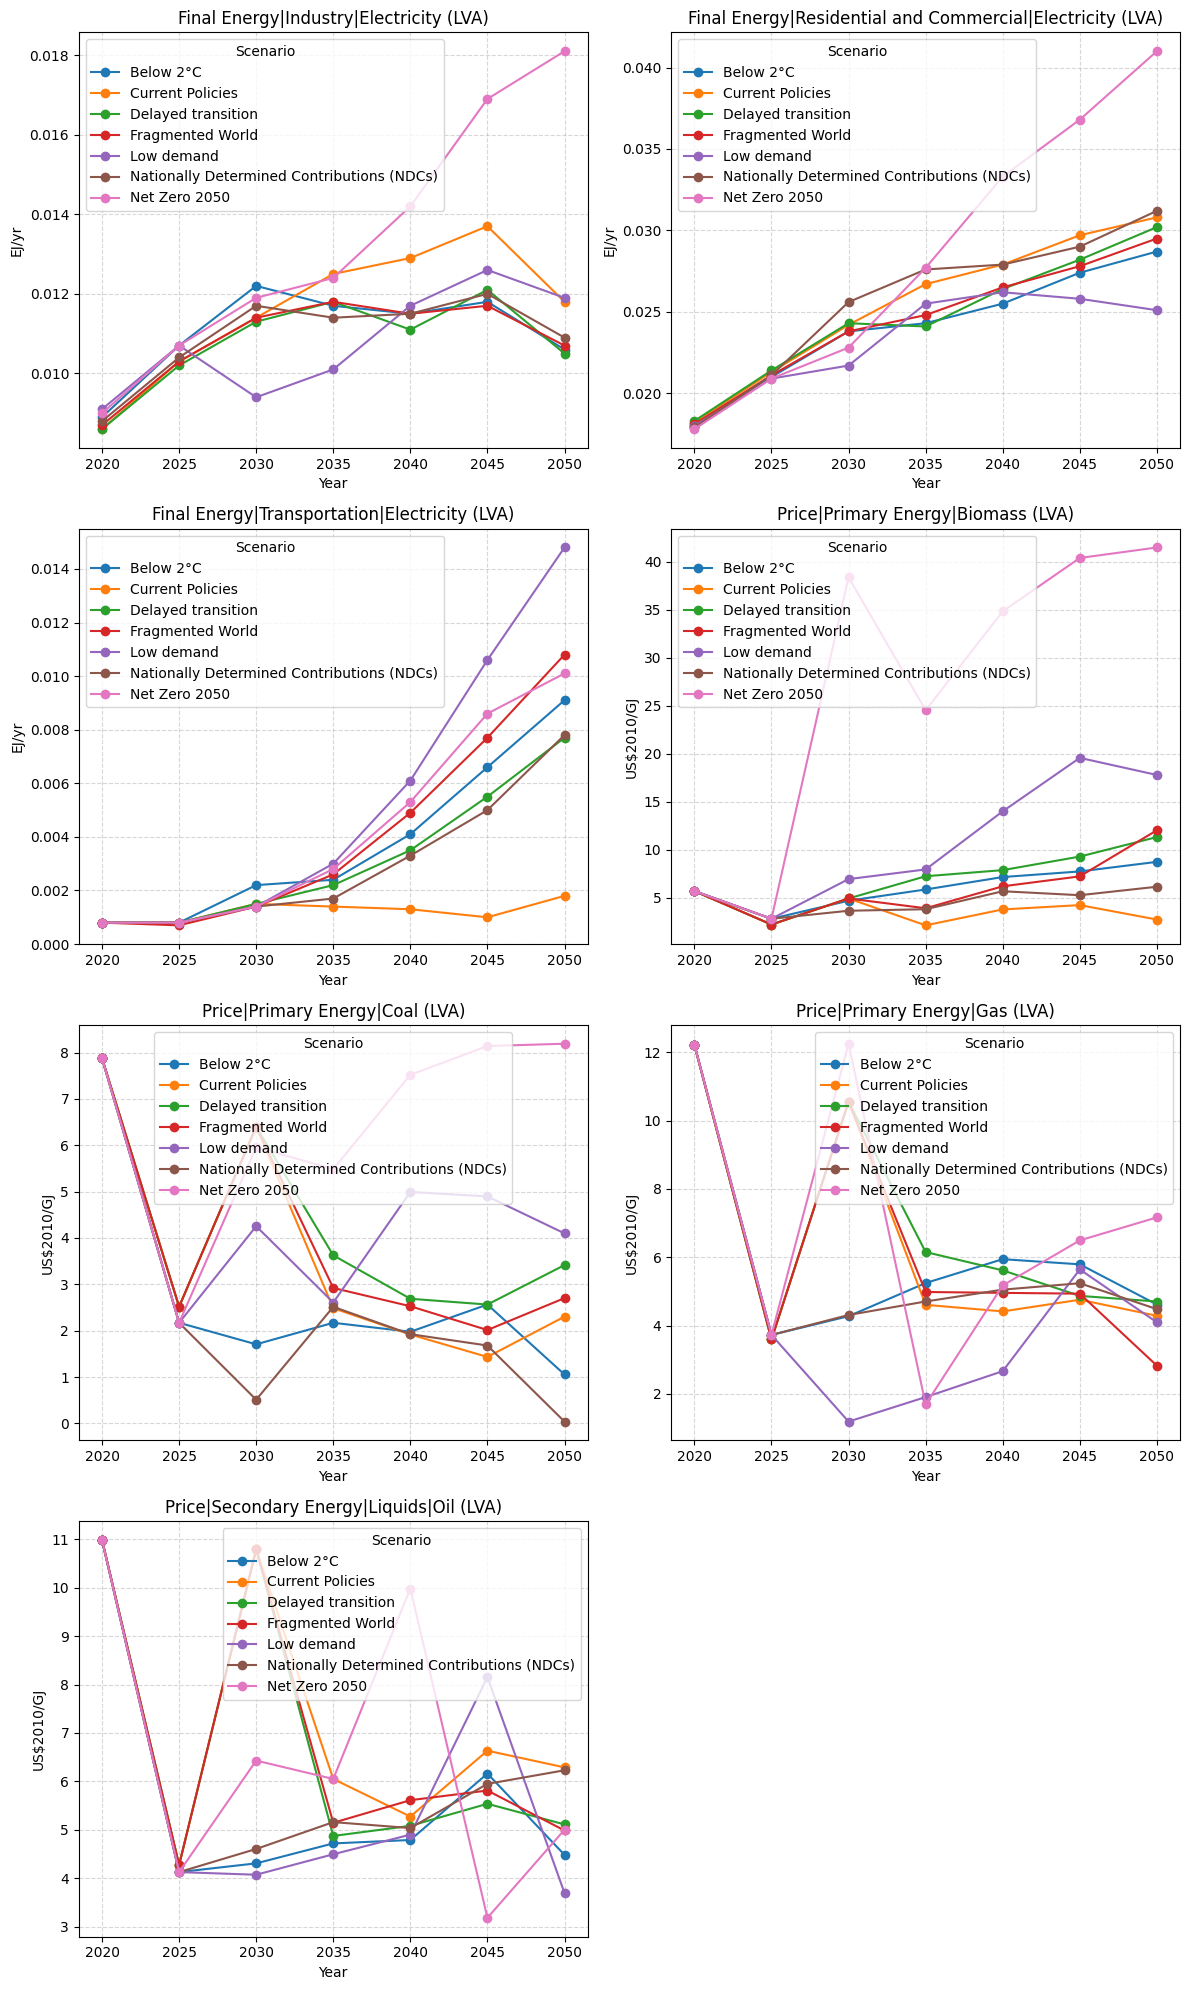 Final Energy|Industry|Electricity (LVA)
EJ/yr
0.018
0.016
0.014
0.012
0.010
Scenario
Below 2°C
Current Policies
Delayed transition
Fragmented World
Low demand
Nationally Determined Contributions (NDCs)
Net Zero 2050
2020 2025 2030 2035 2040 2045 2050
Year
Final Energy|Residential and Commercial|Electricity (LVA)
EJ/yr
0.040
0.035
0.030
0.025
0.020
Scenario
Below 2°C
Current Policies
Delayed transition
Fragmented World
Low demand
Nationally Determined Contributions (NDCs)
Net Zero 2050
2020 2025 2030 2035 2040 2045 2050
Year
Final Energy|Transportation|Electricity (LVA)
EJ/yr
0.014
0.012
0.010
0.008
0.006
0.004
0.002
0.000
Scenario
Below 2°C
Current Policies
Delayed transition
Fragmented World
Low demand
Nationally Determined Contributions (NDCs)
Net Zero 2050
2020 2025 2030 2035 2040 2045 2050
Year
Price|Primary Energy|Biomass (LVA)
US$2010/GJ
40
35
30
25
20
15
10
5
Scenario
Below 2°C
Current Policies
Delayed transition
Fragmented World
Low demand
Nationally Determined Contributions (NDCs)
Net Zero 2050
2020 2025 2030 2035 2040 2045 2050
Year
Price|Primary Energy|Coal (LVA)
US$2010/GJ
8
7
6
5
4
3
2
1
0
Scenario
Below 2°C
Current Policies
Delayed transition
Fragmented World
Low demand
Nationally Determined Contributions (NDCs)
Net Zero 2050
2020 2025 2030 2035 2040 2045 2050
Year
Price|Primary Energy|Gas (LVA)
US$2010/GJ
12
10
8
6
4
2
Scenario
Below 2°C
Current Policies
Delayed transition
Fragmented World
Low demand
Nationally Determined Contributions (NDCs)
Net Zero 2050
2020 2025 2030 2035 2040 2045 2050
Year
Price|Secondary Energy|Liquids|Oil (LVA)
US$2010/GJ
11
10
9
8
7
6
5
4
3
Scenario
Below 2°C
Current Policies
Delayed transition
Fragmented World
Low demand
Nationally Determined Contributions (NDCs)
Net Zero 2050
2020 2025 2030 2035 2040 2045 2050
Year